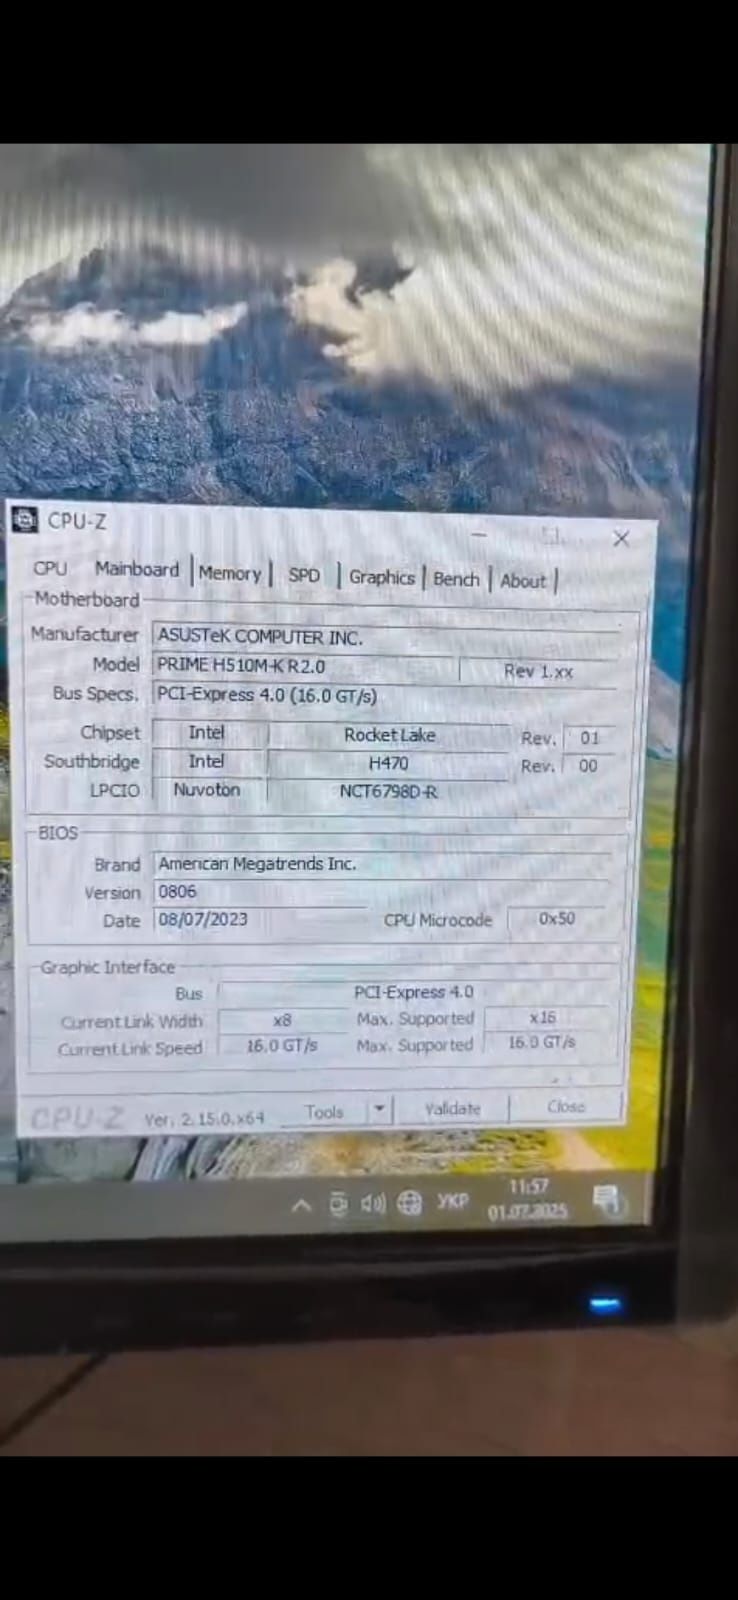 CPU-Z
CPU Mainboard Memory SPD Graphics Bench About
Motherboard
Manufacturer ASUSTeK COMPUTER INC.
Model PRIME H510M-K R2.0 Rev 1.xx
Bus Specs. PCI-Express 4.0 (16.0 GT/s)
Chipset Intel Rocket Lake Rev. 01
Southbridge Intel H470 Rev. 00
LPCIO Nuvoton NCT6798D-R
BIOS
Brand American Megatrends Inc.
Version 0806
Date 08/07/2023 CPU Microcode 0x50
Graphic Interface
Bus PCI-Express 4.0
Current Link Width x8 Max. Supported x16
Current Link Speed 16.0 GT/s Max. Supported 16.0 GT/s
CPU-Z Ver. 2.15.0.x64 Tools Validate Close
УКР 11:57
01.07.2025